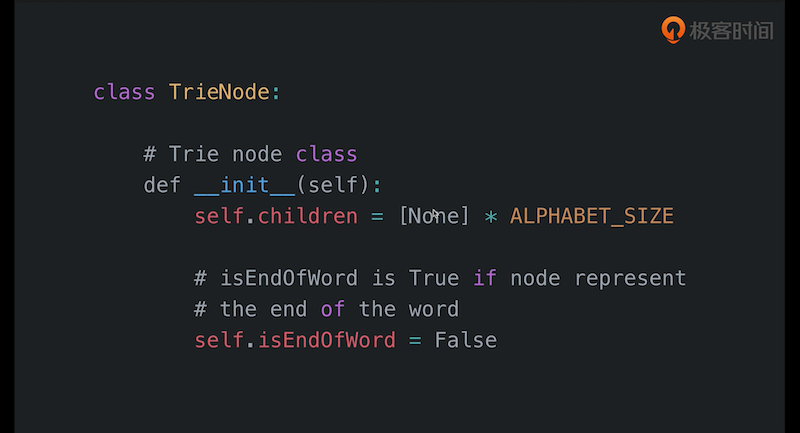 极客时间
class TrieNode:
# Trie node class
def __init__(self):
self.children = [None] * ALPHABET_SIZE
# isEndOfWord is True if node represent
# the end of the word
self.isEndOfWord = False